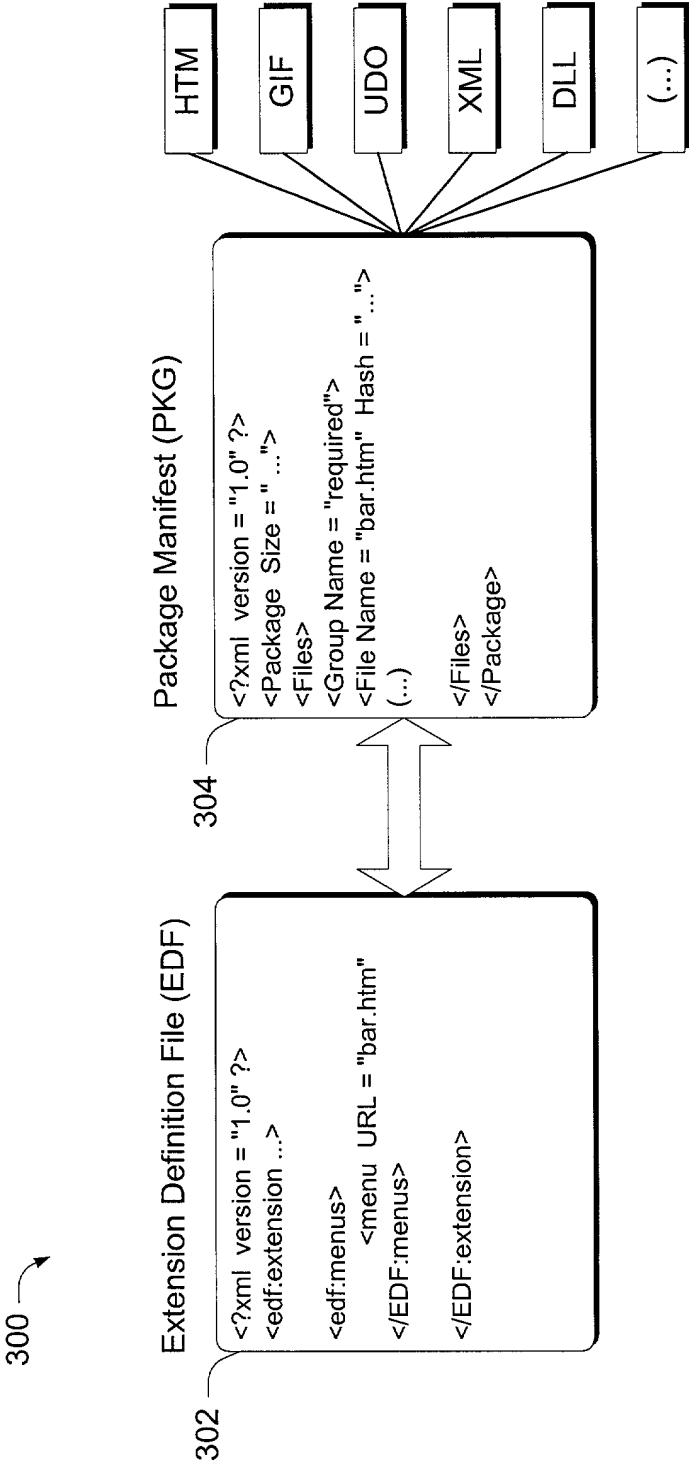 300
Extension Definition File (EDF)
302
<?xml version = "1.0" ?>
<edf:extension ...>
<edf:menus>
<menu URL = "bar.htm"
</EDF:menus>
</EDF:extension>
Package Manifest (PKG)
304
<?xml version = "1.0" ?>
<Package Size = " ...">
<Files>
<Group Name = "required">
<File Name = "bar.htm" Hash = "...">
(...)
</Files>
</Package>
HTM
GIF
UDO
XML
DLL
(...)